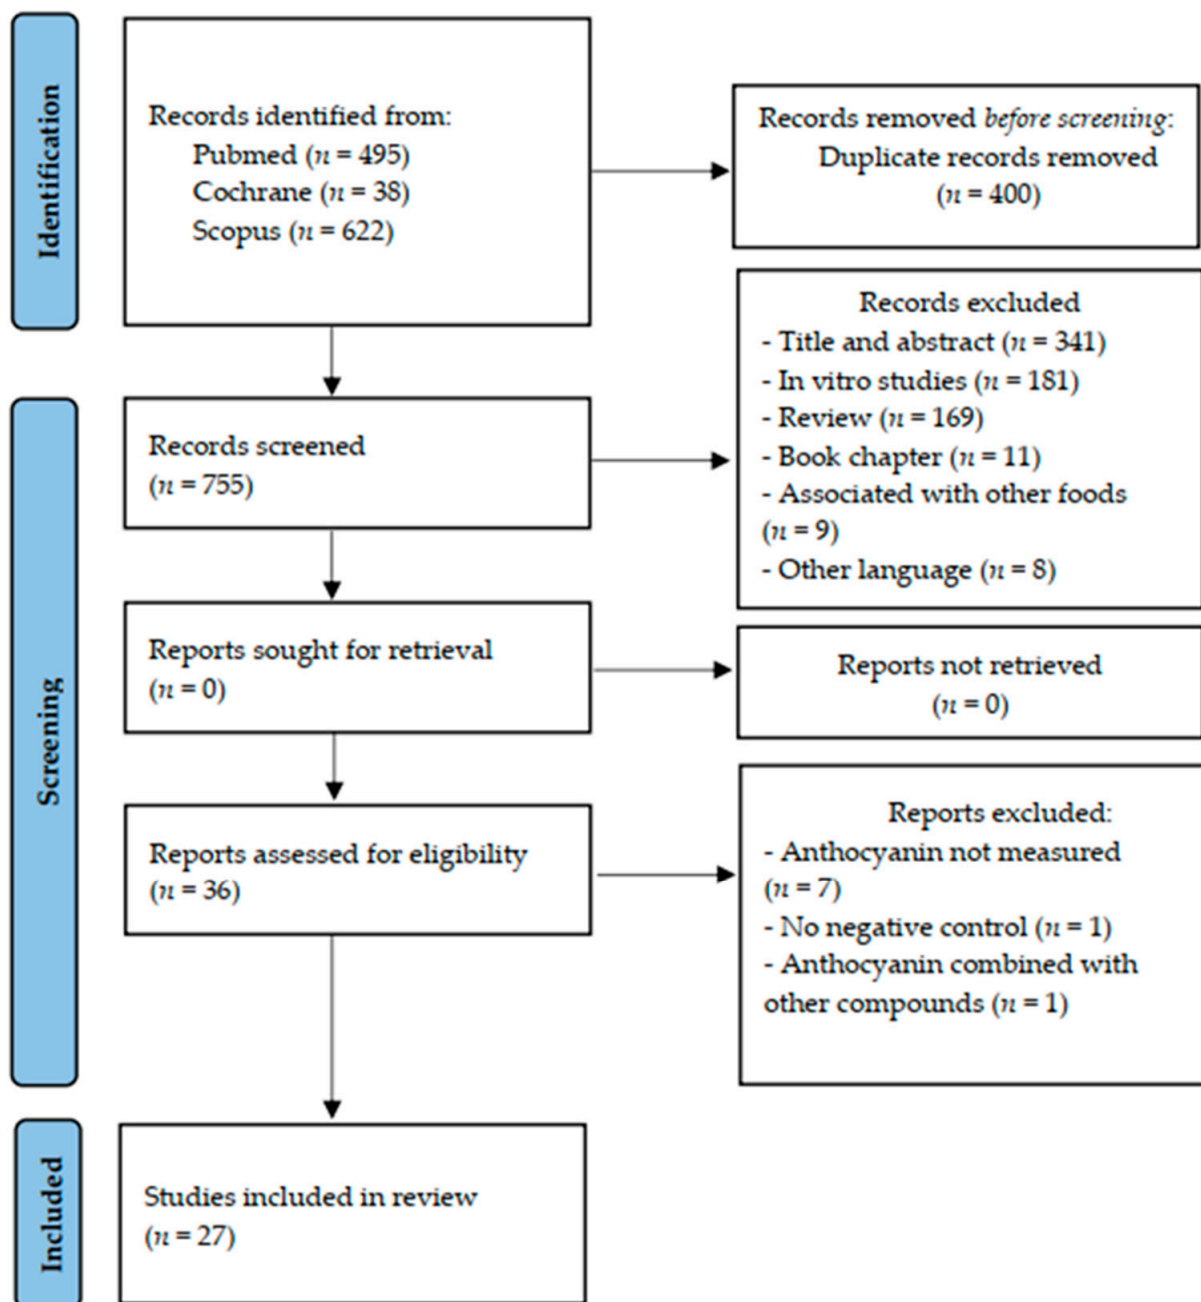 Identification
Records identified from:
Pubmed (n = 495)
Cochrane (n = 38)
Scopus (n = 622)
Records removed before screening:
Duplicate records removed
(n = 400)
Screening
Records screened
(n = 755)
Records excluded
- Title and abstract (n = 341)
- In vitro studies (n = 181)
- Review (n = 169)
- Book chapter (n = 11)
- Associated with other foods
(n = 9)
- Other language (n = 8)
Reports sought for retrieval
(n = 0)
Reports not retrieved
(n = 0)
Reports assessed for eligibility
(n = 36)
Reports excluded:
- Anthocyanin not measured
(n = 7)
- No negative control (n = 1)
- Anthocyanin combined with
other compounds (n = 1)
Included
Studies included in review
(n = 27)